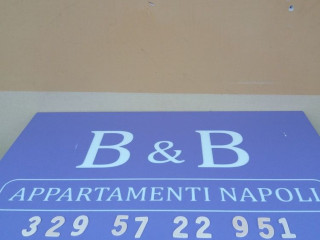 B & B
APPARTAMENTI NAPOLI
329 57 22 951